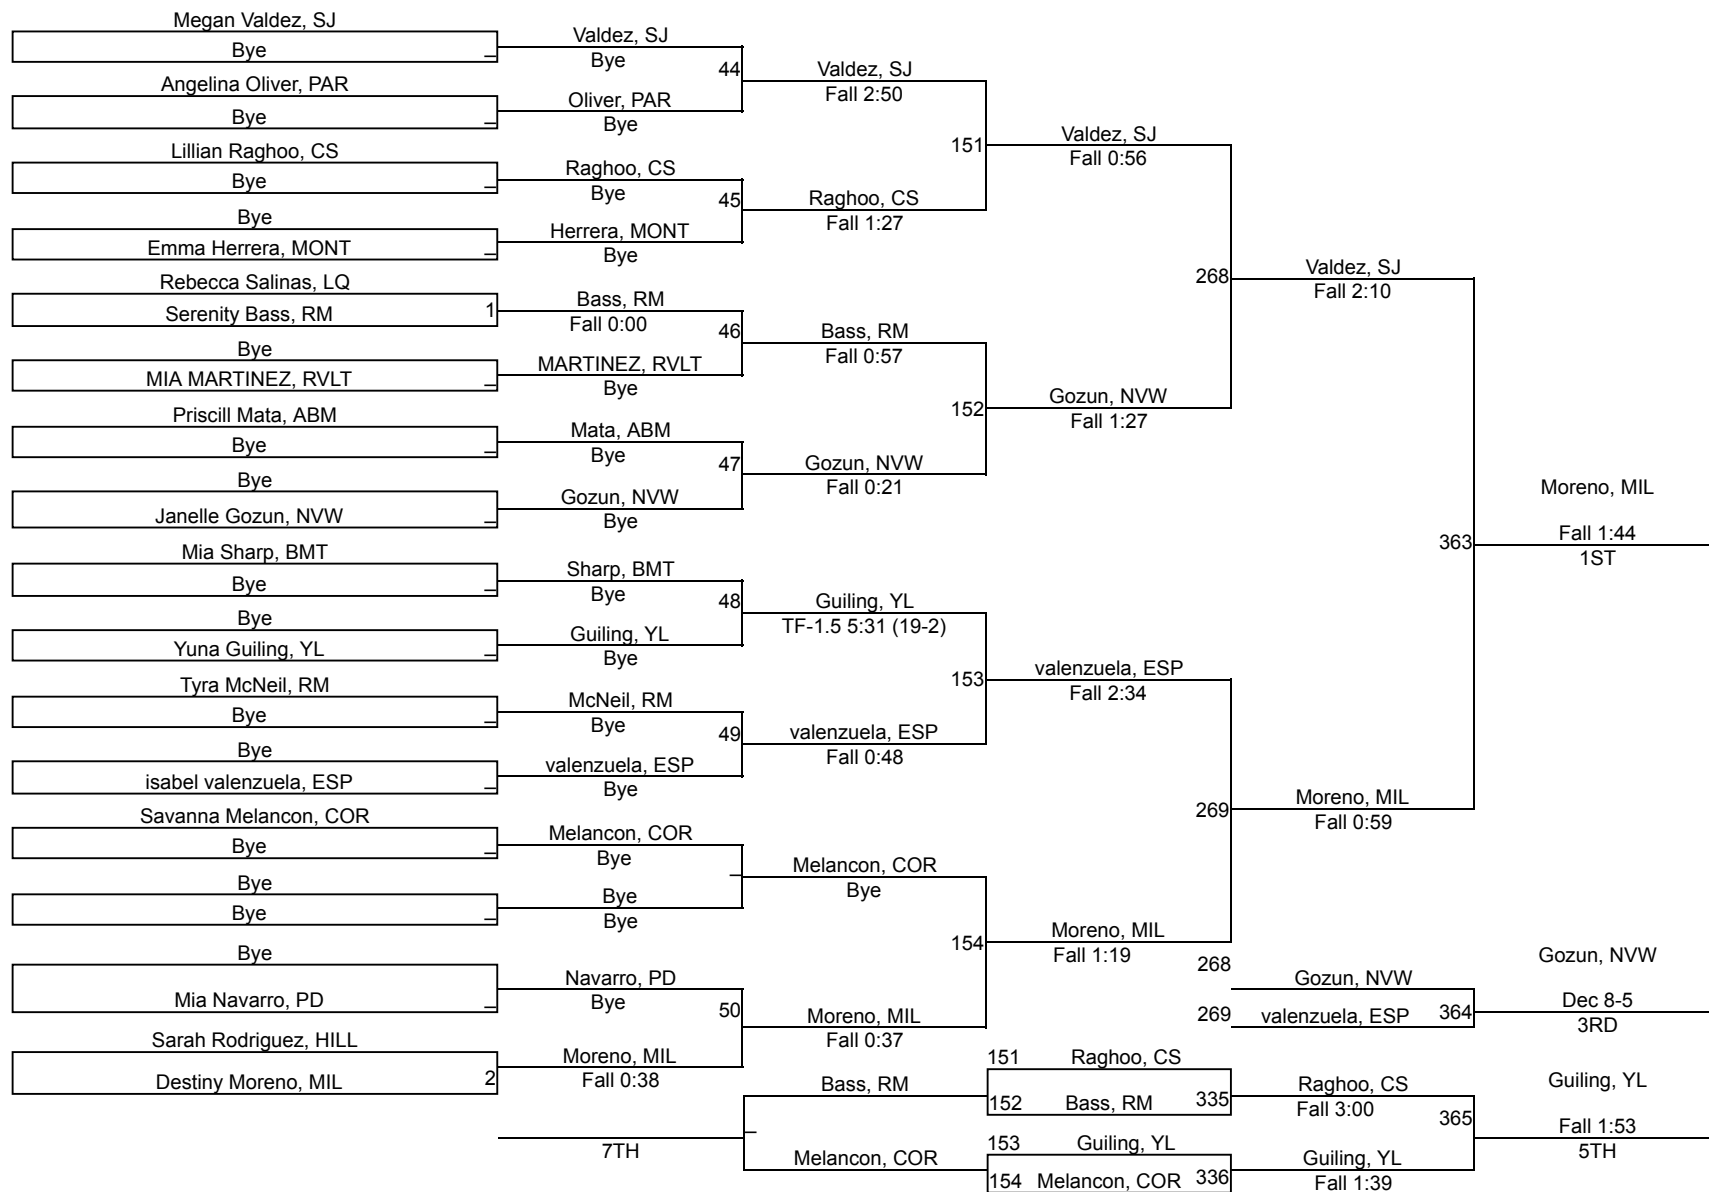 Megan Valdez, SJ
Bye
_
Angelina Oliver, PAR
Bye
_
Lillian Raghoo, CS
Bye
_
Bye
Emma Herrera, MONT
_
Rebecca Salinas, LQ
Serenity Bass, RM
1
Bye
MIA MARTINEZ, RVLT
_
Priscill Mata, ABM
Bye
_
Bye
Janelle Gozun, NVW
_
Mia Sharp, BMT
Bye
_
Bye
Yuna Guiling, YL
_
Tyra McNeil, RM
Bye
_
Bye
isabel valenzuela, ESP
_
Savanna Melancon, COR
Bye
_
Bye
Bye
_
Bye
Mia Navarro, PD
_
Sarah Rodriguez, HILL
Destiny Moreno, MIL
2
Valdez, SJ
Bye
44
Oliver, PAR
Bye
Raghoo, CS
Bye
45
Herrera, MONT
Bye
Bass, RM
Fall 0:00
46
MARTINEZ, RVLT
Bye
Mata, ABM
Bye
47
Gozun, NVW
Bye
Sharp, BMT
Bye
48
Guiling, YL
Bye
McNeil, RM
Bye
49
valenzuela, ESP
Bye
Melancon, COR
Bye
_
Bye
Bye
Navarro, PD
Bye
50
Moreno, MIL
Fall 0:38
Valdez, SJ
Fall 2:50
151
Raghoo, CS
Fall 1:27
Bass, RM
Fall 0:57
152
Gozun, NVW
Fall 0:21
Guiling, YL
TF-1.5 5:31 (19-2)
153
valenzuela, ESP
Fall 0:48
Melancon, COR
Bye
154
Moreno, MIL
Fall 0:37
Valdez, SJ
Fall 0:56
268
Gozun, NVW
Fall 1:27
valenzuela, ESP
Fall 2:34
269
Moreno, MIL
Fall 1:19
Valdez, SJ
Fall 2:10
363
Moreno, MIL
Fall 0:59
Moreno, MIL
Fall 1:44
1ST
268
Gozun, NVW
269
valenzuela, ESP
364
Gozun, NVW
Dec 8-5
3RD
151
Raghoo, CS
152
Bass, RM
335
153
Guiling, YL
154
Melancon, COR
336
Raghoo, CS
Fall 3:00
365
Guiling, YL
Fall 1:39
Guiling, YL
Fall 1:53
5TH
Bass, RM
_
Melancon, COR
7TH